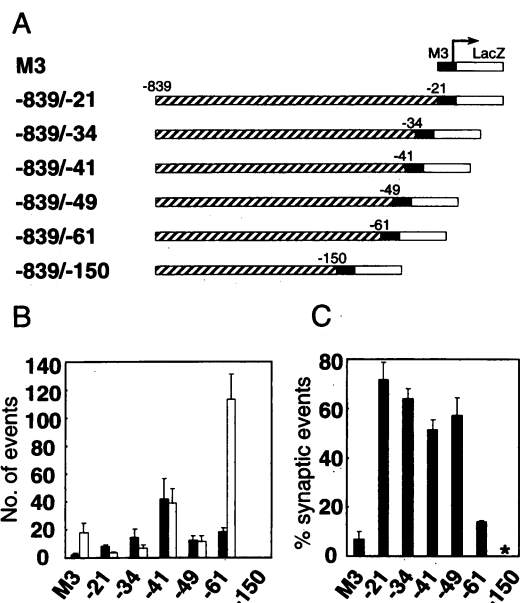 A
M3 M3 LacZ
-839/-21 -839 -21
-839/-34 -34
-839/-41 -41
-839/-49 -49
-839/-61 -61
-839/-150 -150
B
No. of events
140
120
100
80
60
40
20
0
M3 -21 -34 -41 -49 -61 -150
C
% synaptic events
80
60
40
20
0
*
M3 -21 -34 -41 -49 -61 -150